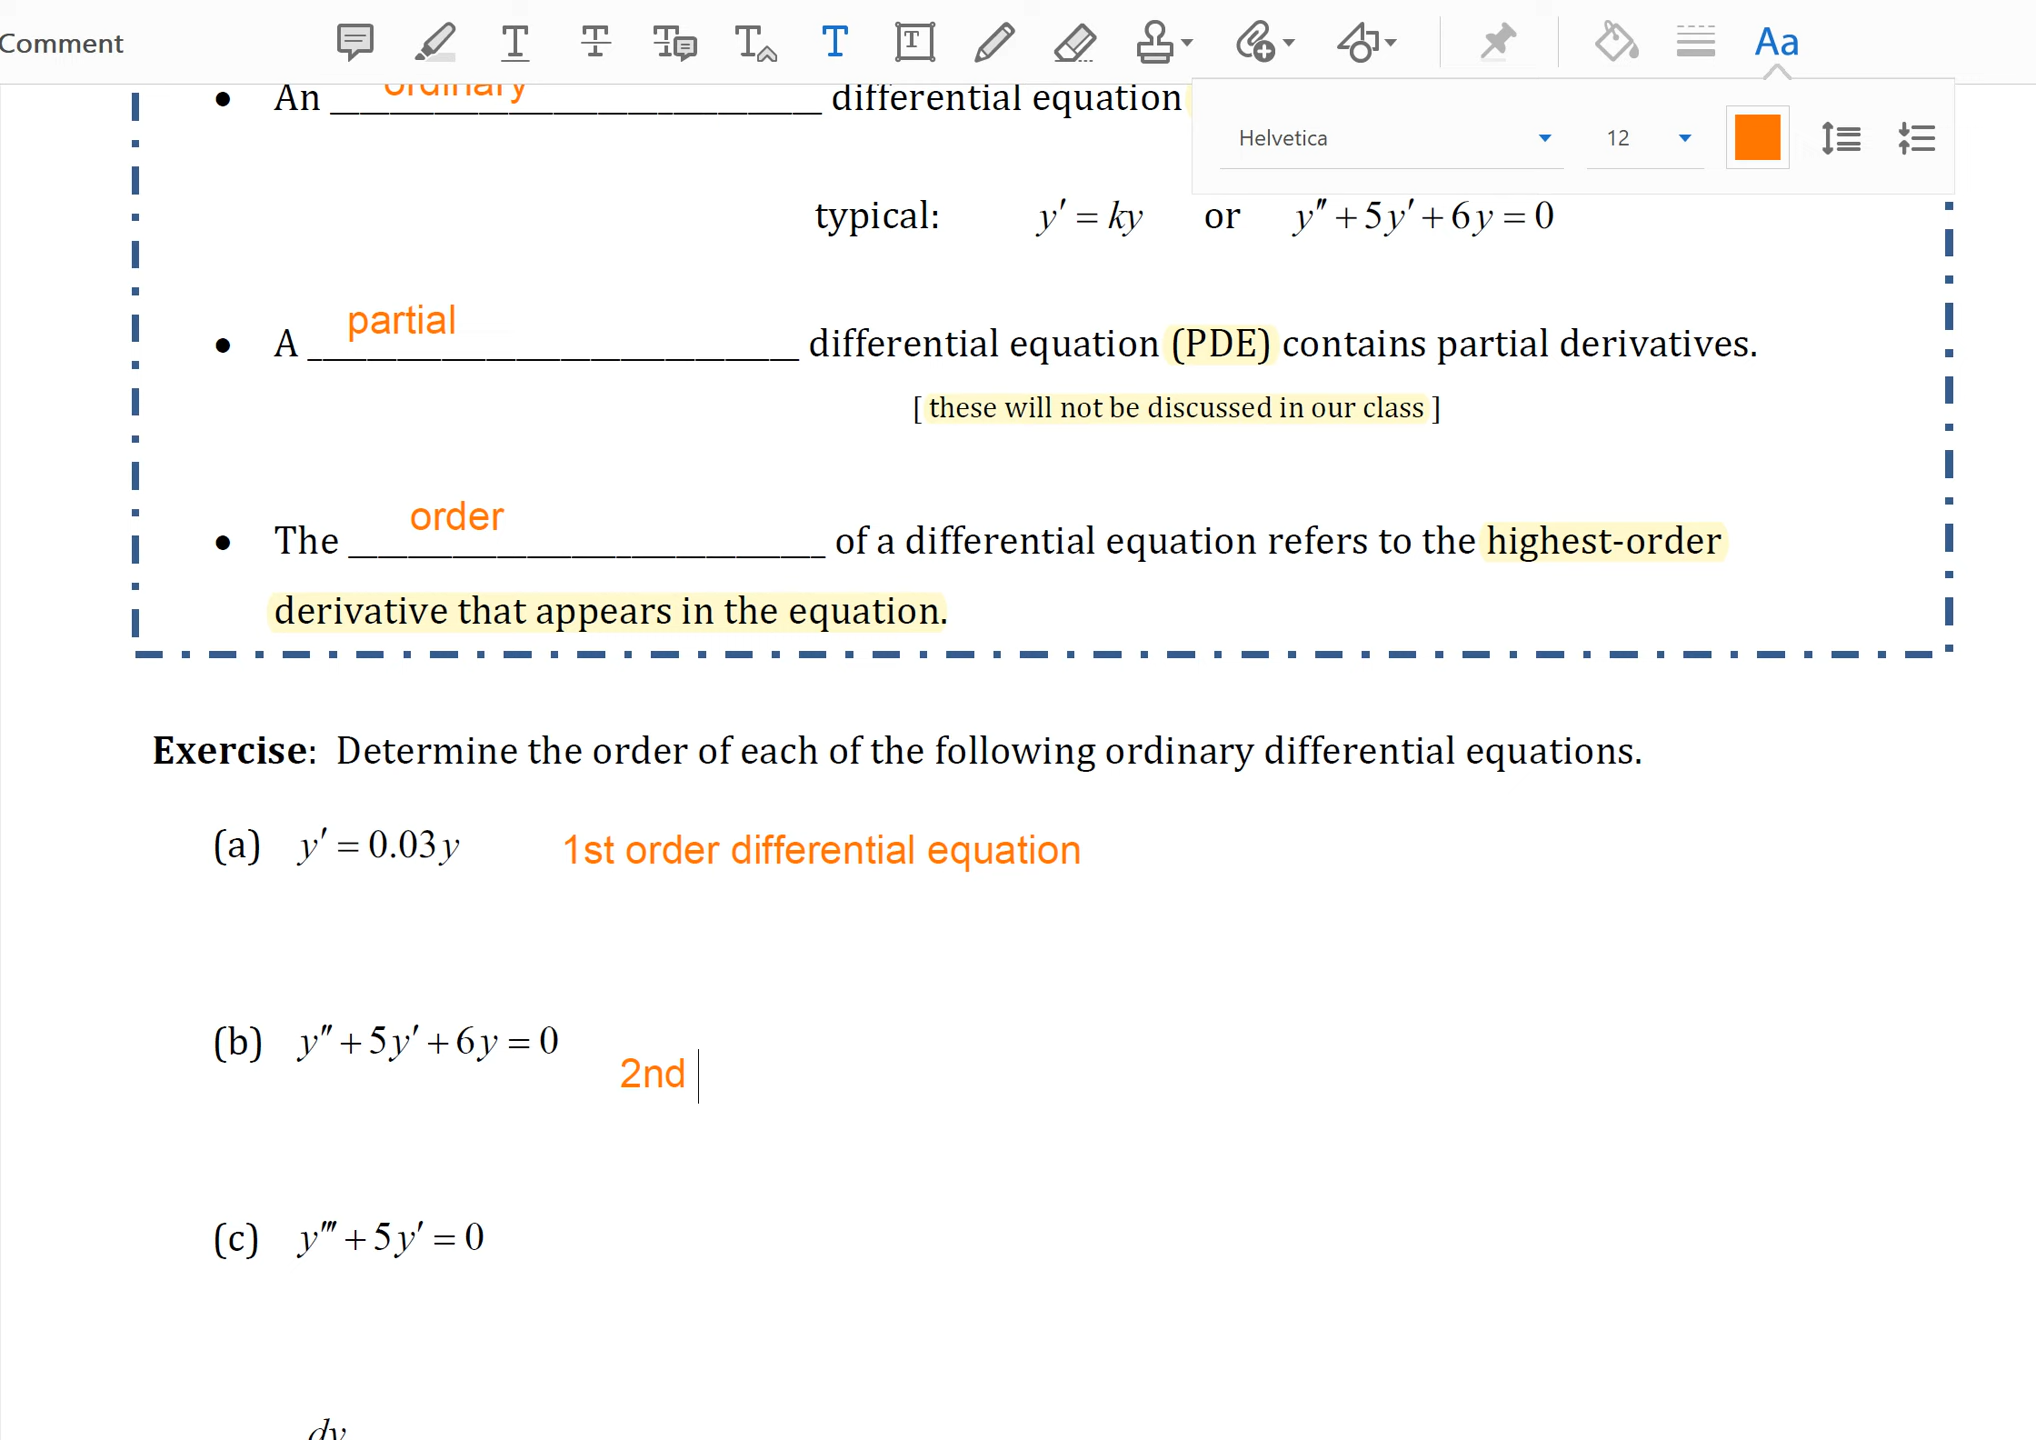 Comment
Aa
Helvetica 12
• An ordinary differential equation
typical: y′ = ky or y″ + 5y′ + 6y = 0
• A partial differential equation (PDE) contains partial derivatives.
[ these will not be discussed in our class ]
• The order of a differential equation refers to the highest-order
derivative that appears in the equation.
Exercise: Determine the order of each of the following ordinary differential equations.
(a) y′ = 0.03y 1st order differential equation
(b) y″ + 5y′ + 6y = 0 2nd
(c) y‴ + 5y′ = 0
dy